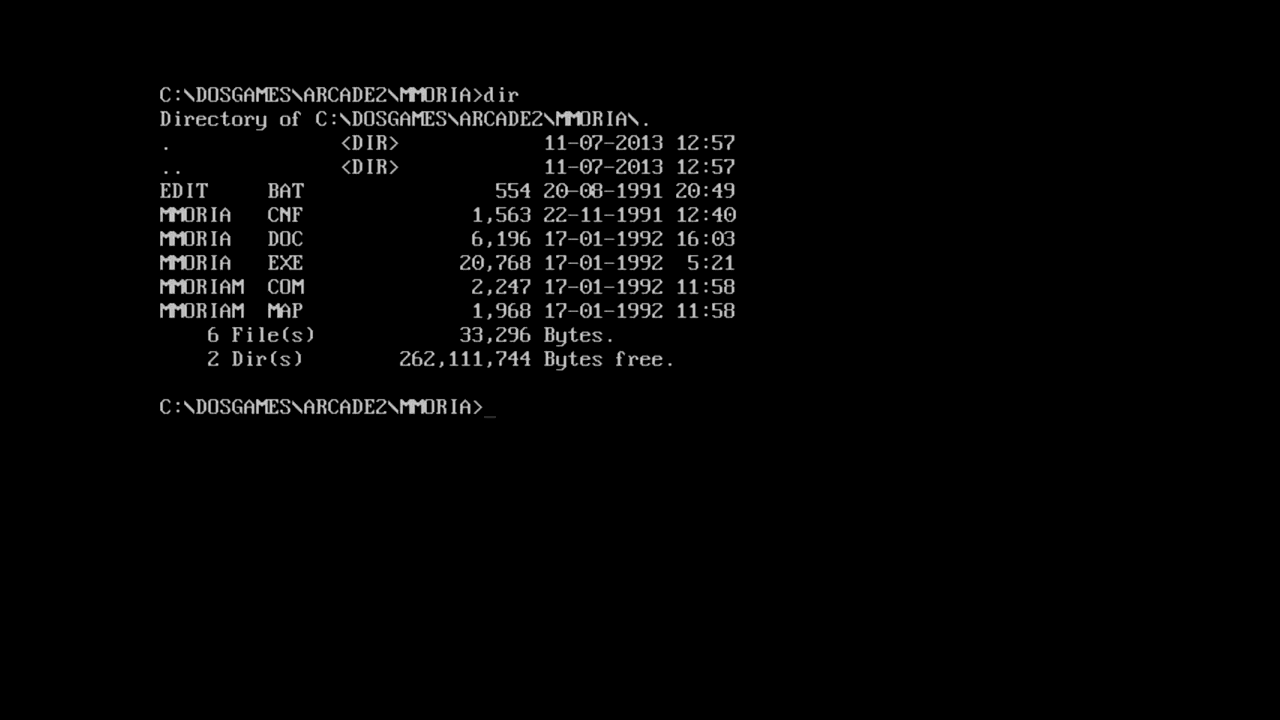 C:\DOSGAMES\ARCADE2\MMORIA>dir
Directory of C:\DOSGAMES\ARCADE2\MMORIA\.
. <DIR> 11-07-2013 12:57
.. <DIR> 11-07-2013 12:57
EDIT BAT 554 20-08-1991 20:49
MMORIA CNF 1,563 22-11-1991 12:40
MMORIA DOC 6,196 17-01-1992 16:03
MMORIA EXE 20,768 17-01-1992 5:21
MMORIAM COM 2,247 17-01-1992 11:58
MMORIAM MAP 1,968 17-01-1992 11:58
6 File(s) 33,296 Bytes.
2 Dir(s) 262,111,744 Bytes free.
C:\DOSGAMES\ARCADE2\MMORIA>_